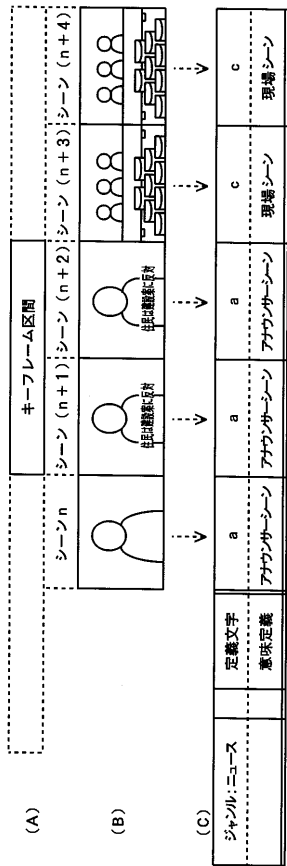 (A)
キーフレーム区間
シーンn シーン(n+1) シーン(n+2) シーン(n+3) シーン(n+4)
(B)
住民は建設案に反対 住民は建設案に反対
(C)
ジャンル:ニュース 定義文字 a a a c c
意味定義 アナウンサーシーン アナウンサーシーン アナウンサーシーン 現場シーン 現場シーン